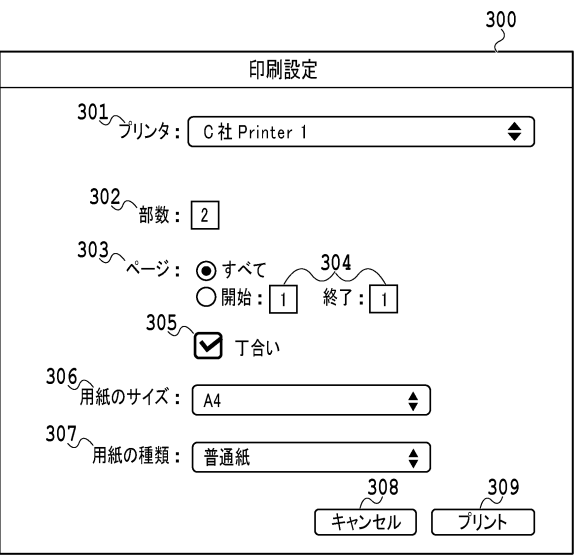 300
印刷設定
301
プリンタ： C社 Printer 1
302
部数： 2
303
ページ： すべて
304
開始： 1 終了： 1
305
丁合い
306
用紙のサイズ： A4
307
用紙の種類： 普通紙
308 309
キャンセル プリント